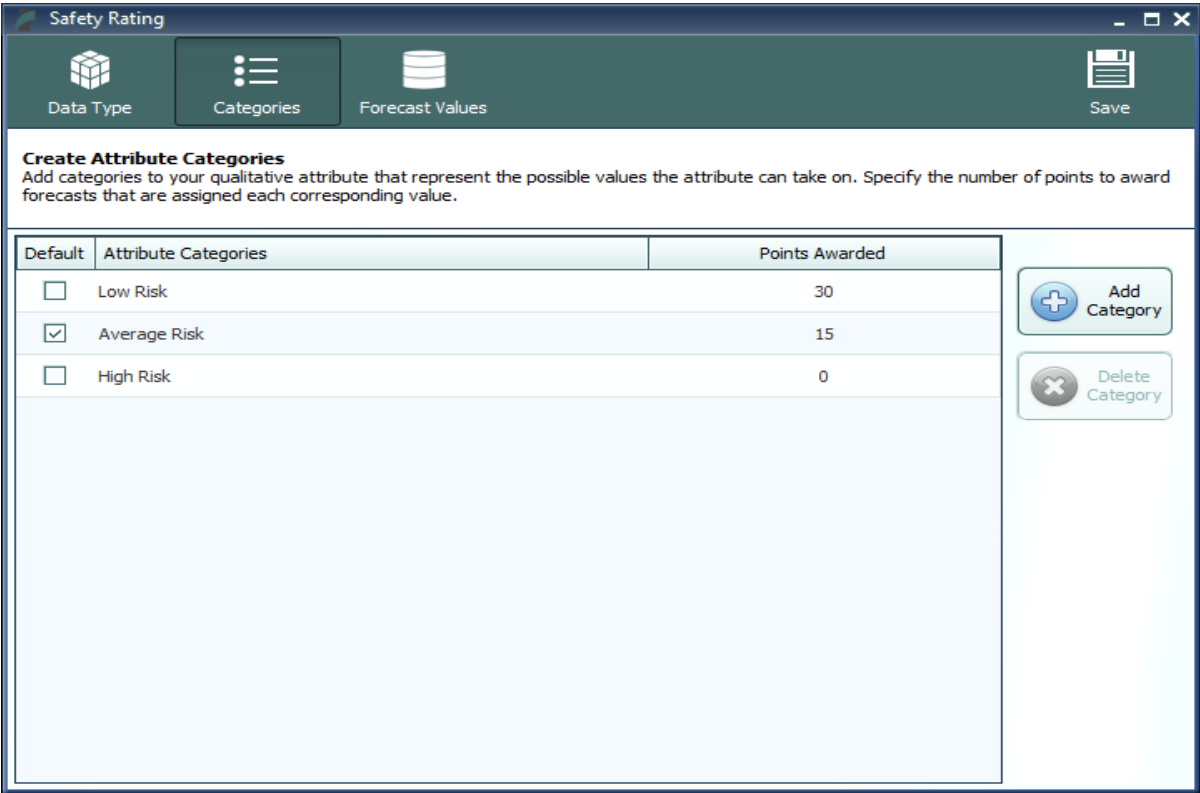 Safety Rating
Data Type
Categories
Forecast Values
Save
Create Attribute Categories
Add categories to your qualitative attribute that represent the possible values the attribute can take on. Specify the number of points to award
forecasts that are assigned each corresponding value.
Default Attribute Categories Points Awarded
Low Risk 30
Average Risk 15
High Risk 0
Add
Category
Delete
Category